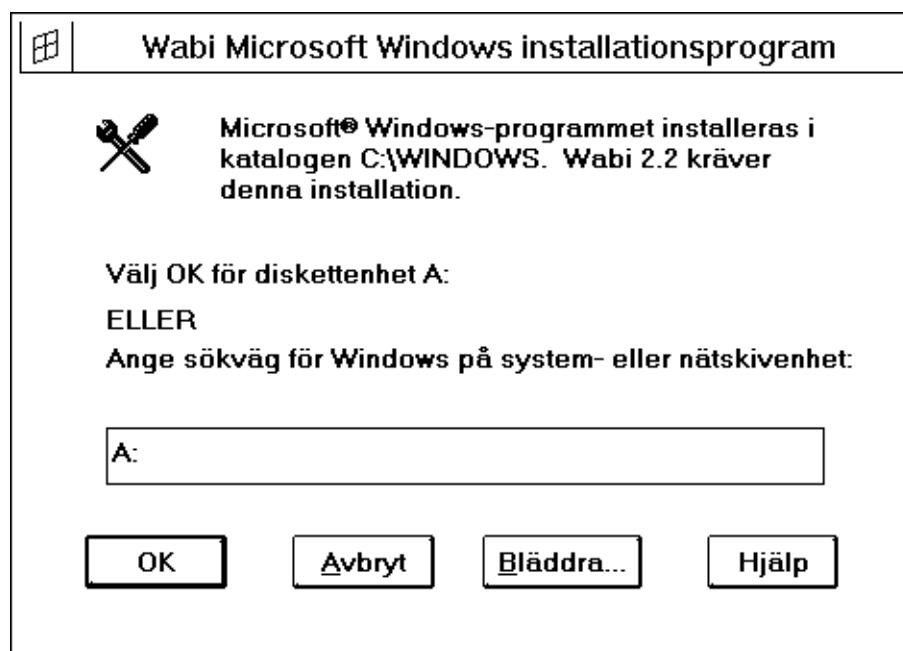 Wabi Microsoft Windows installationsprogram
Microsoft® Windows-programmet installeras i
katalogen C:\WINDOWS.  Wabi 2.2 kräver
denna installation.
Välj OK för diskettenhet A:
ELLER
Ange sökväg för Windows på system- eller nätskivenhet:
A:
OK Avbryt Bläddra... Hjälp